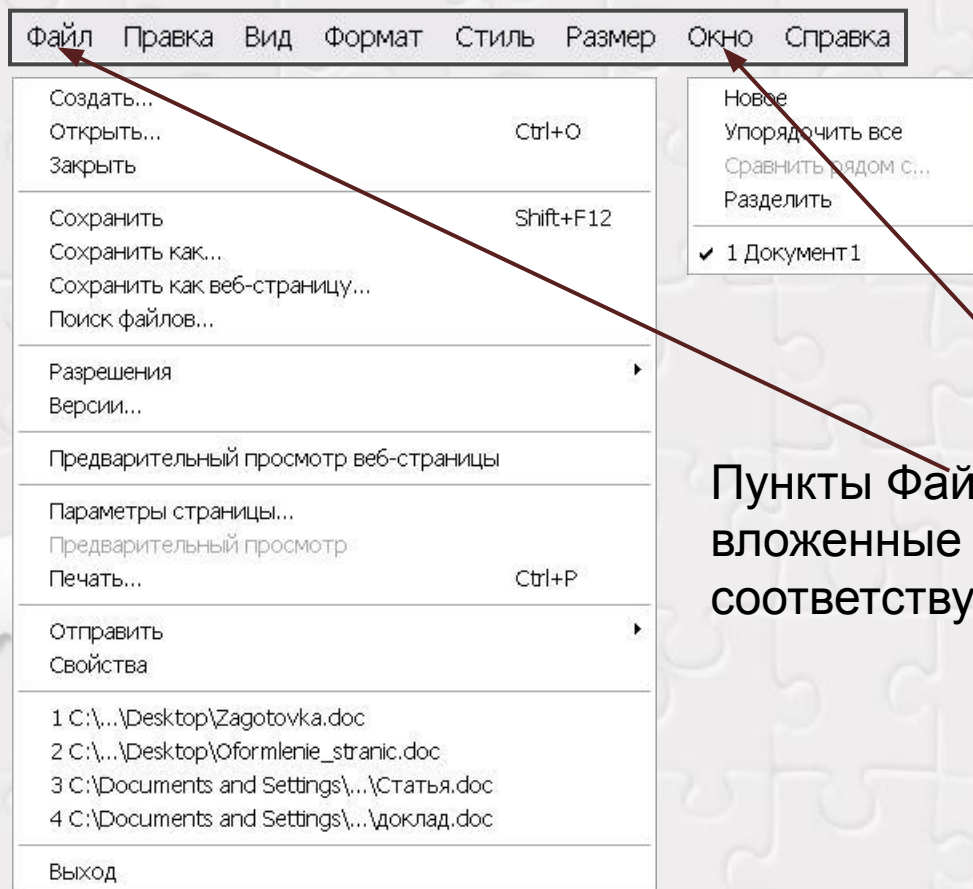 Файл Правка Вид Формат Стиль Размер Окно Справка
Создать...
Открыть... Ctrl+O
Закрыть
Сохранить Shift+F12
Сохранить как...
Сохранить как веб-страницу...
Поиск файлов...
Разрешения
Версии...
Предварительный просмотр веб-страницы
Параметры страницы...
Предварительный просмотр
Печать... Ctrl+P
Отправить
Свойства
1 C:\...\Desktop\Zagotovka.doc
2 C:\...\Desktop\Oformlenie_stranic.doc
3 C:\Documents and Settings\...\Статья.doc
4 C:\Documents and Settings\...\доклад.doc
Выход
Новое
Упорядочить все
Сравнить рядом с...
Разделить
✔ 1 Документ1
Пункты Фай
вложенные
соответству